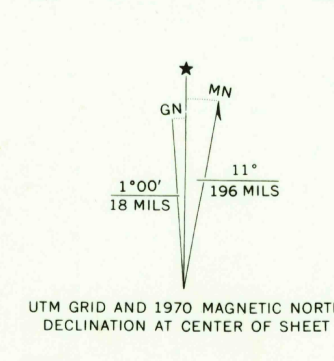 ★
MN
GN
1°00′
18 MILS
11°
196 MILS
UTM GRID AND 1970 MAGNETIC NORT
DECLINATION AT CENTER OF SHEET